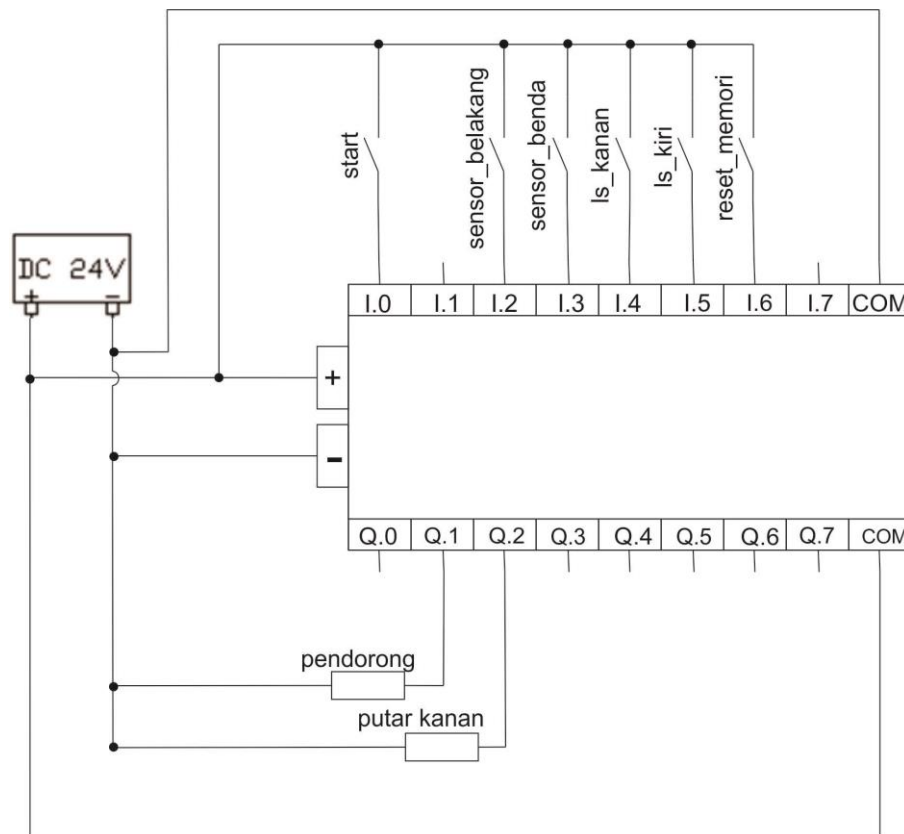 start
sensor_belakang
sensor_benda
ls_kanan
ls_kiri
reset_memori
DC 24V
+ -
I.0 I.1 I.2 I.3 I.4 I.5 I.6 I.7 COM
+
-
Q.0 Q.1 Q.2 Q.3 Q.4 Q.5 Q.6 Q.7 COM
pendorong
putar kanan